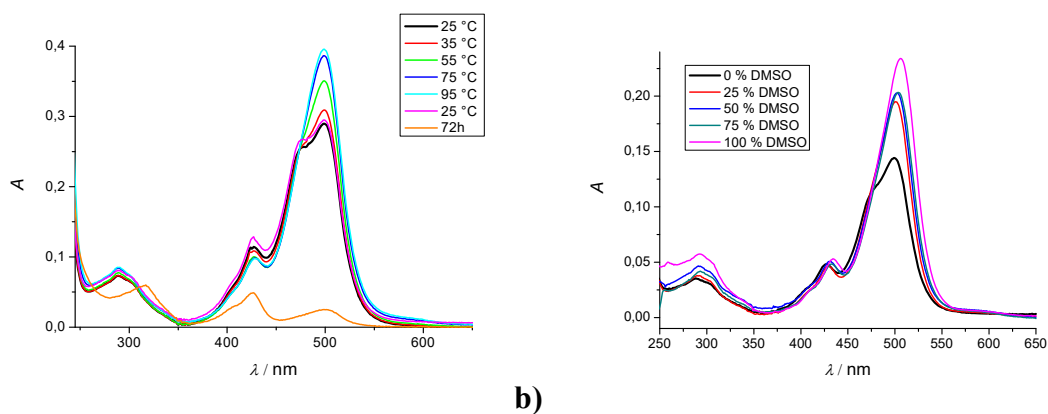 25 °C
35 °C
55 °C
75 °C
95 °C
25 °C
72h
0,4
0,3
0,2
0,1
0,0
A
300
400
500
600
λ / nm
0 % DMSO
25 % DMSO
50 % DMSO
75 % DMSO
100 % DMSO
0,20
0,15
0,10
0,05
0,00
A
250 300 350 400 450 500 550 600 650
λ / nm
b)